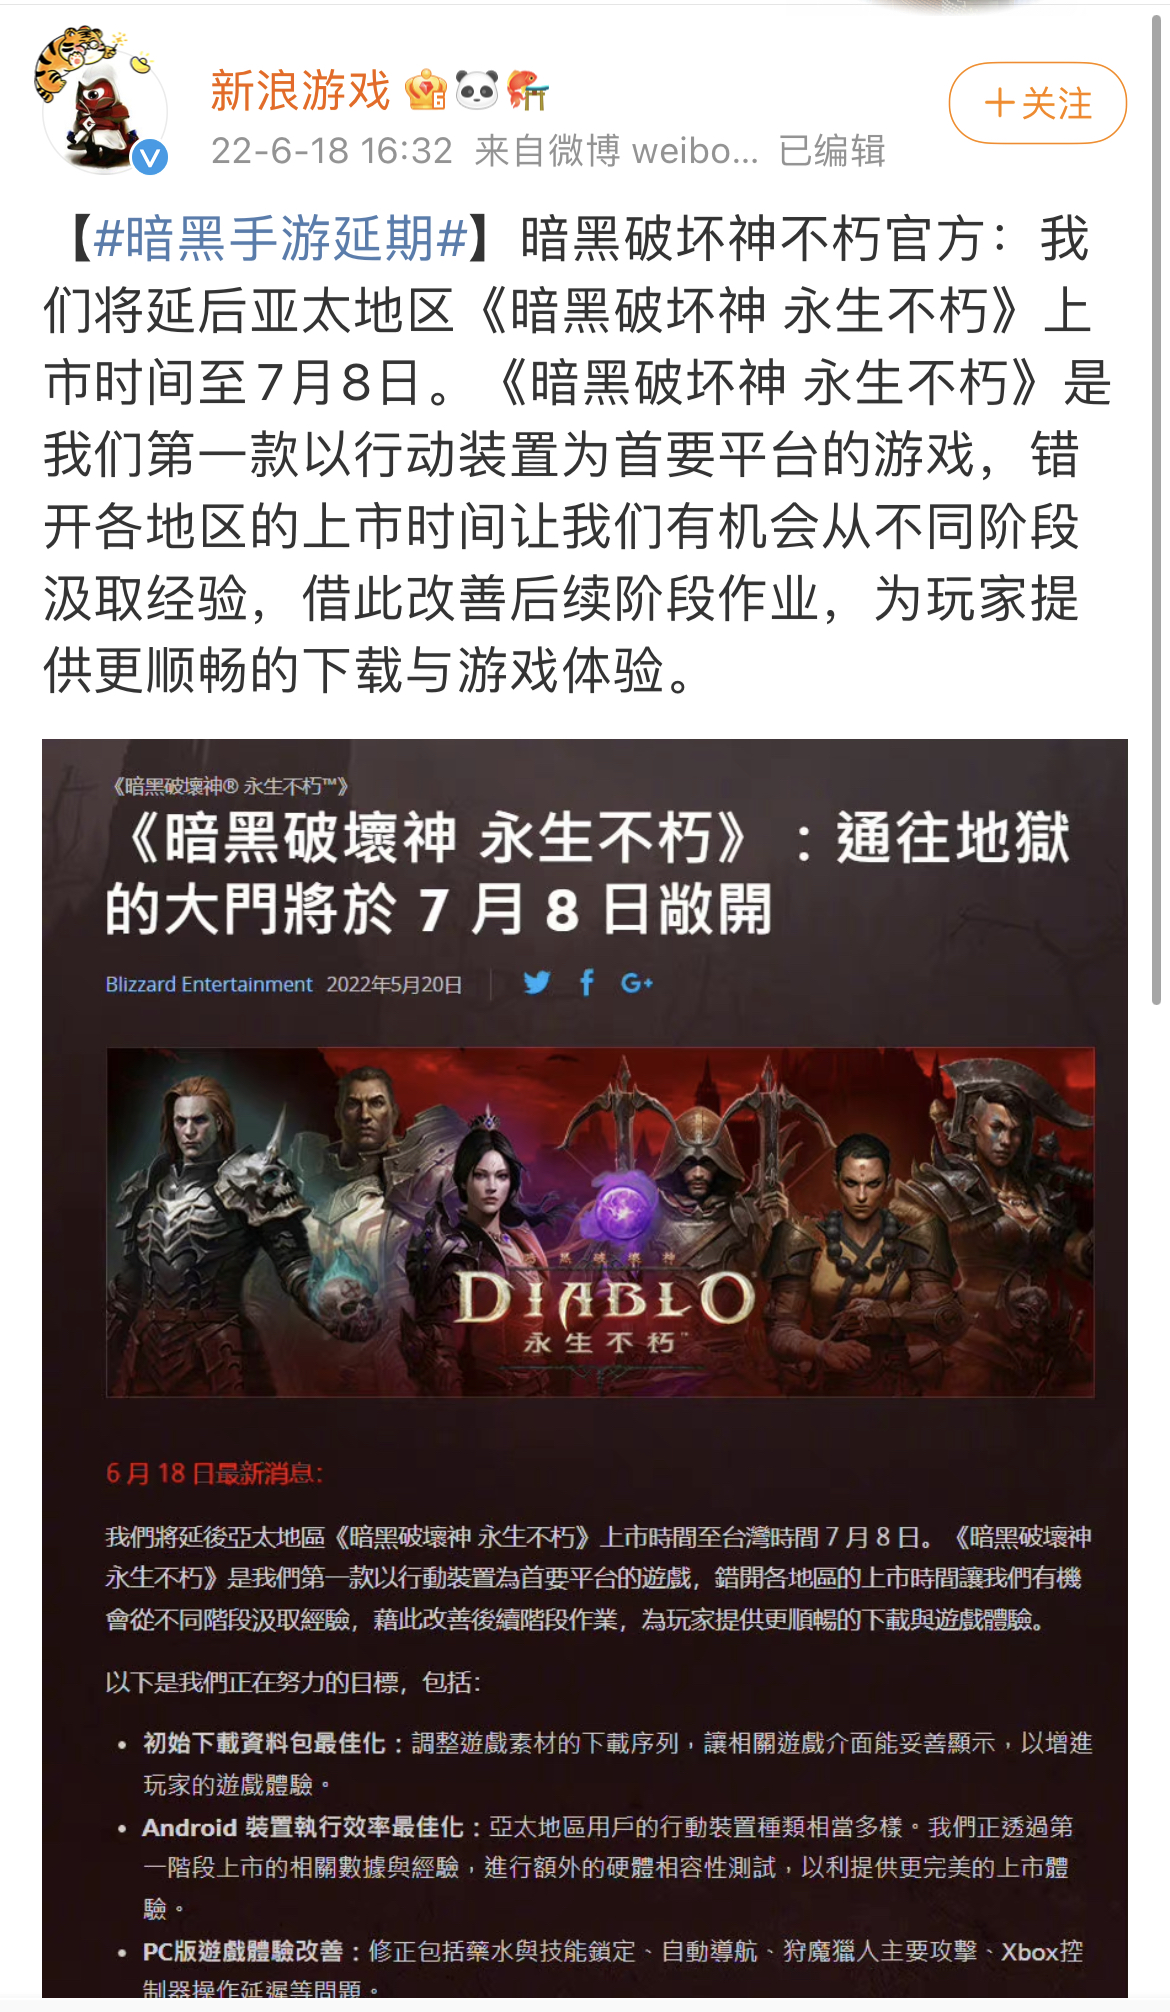 新浪游戏
22-6-18 16:32 来自微博 weibo... 已编辑
＋关注
【#暗黑手游延期#】暗黑破坏神不朽官方：我
们将延后亚太地区《暗黑破坏神 永生不朽》上
市时间至7月8日。《暗黑破坏神 永生不朽》是
我们第一款以行动装置为首要平台的游戏，错
开各地区的上市时间让我们有机会从不同阶段
汲取经验，借此改善后续阶段作业，为玩家提
供更顺畅的下载与游戏体验。
《暗黑破壞神® 永生不朽™》
《暗黑破壞神 永生不朽》：通往地獄
的大門將於 7 月 8 日敞開
Blizzard Entertainment 2022年5月20日
G+
暗黑破壞神
DIABLO
永生不朽™
6 月 18 日最新消息：
我們將延後亞太地區《暗黑破壞神 永生不朽》上市時間至台灣時間 7 月 8 日。《暗黑破壞神
永生不朽》是我們第一款以行動裝置為首要平台的遊戲，錯開各地區的上市時間讓我們有機
會從不同階段汲取經驗，藉此改善後續階段作業，為玩家提供更順暢的下載與遊戲體驗。
以下是我們正在努力的目標，包括：
• 初始下載資料包最佳化：調整遊戲素材的下載序列，讓相關遊戲介面能妥善顯示，以增進
玩家的遊戲體驗。
• Android 裝置執行效率最佳化：亞太地區用戶的行動裝置種類相當多樣。我們正透過第
一階段上市的相關數據與經驗，進行額外的硬體相容性測試，以利提供更完美的上市體
驗。
• PC版遊戲體驗改善：修正包括藥水與技能鎖定、自動導航、狩魔獵人主要攻擊、Xbox控
制器操作延遲等問題。